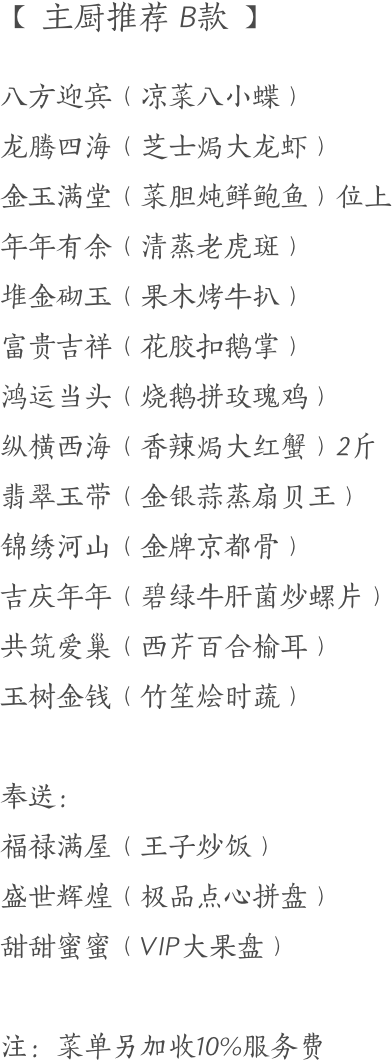 【 主厨推荐 B款 】
八方迎宾（凉菜八小蝶）
龙腾四海（芝士焗大龙虾）
金玉满堂（菜胆炖鲜鲍鱼）位上
年年有余（清蒸老虎斑）
堆金砌玉（果木烤牛扒）
富贵吉祥（花胶扣鹅掌）
鸿运当头（烧鹅拼玫瑰鸡）
纵横西海（香辣焗大红蟹）2斤
翡翠玉带（金银蒜蒸扇贝王）
锦绣河山（金牌京都骨）
吉庆年年（碧绿牛肝菌炒螺片）
共筑爱巢（西芹百合榆耳）
玉树金钱（竹笙烩时蔬）
奉送：
福禄满屋（王子炒饭）
盛世辉煌（极品点心拼盘）
甜甜蜜蜜（VIP大果盘）
注：菜单另加收10%服务费